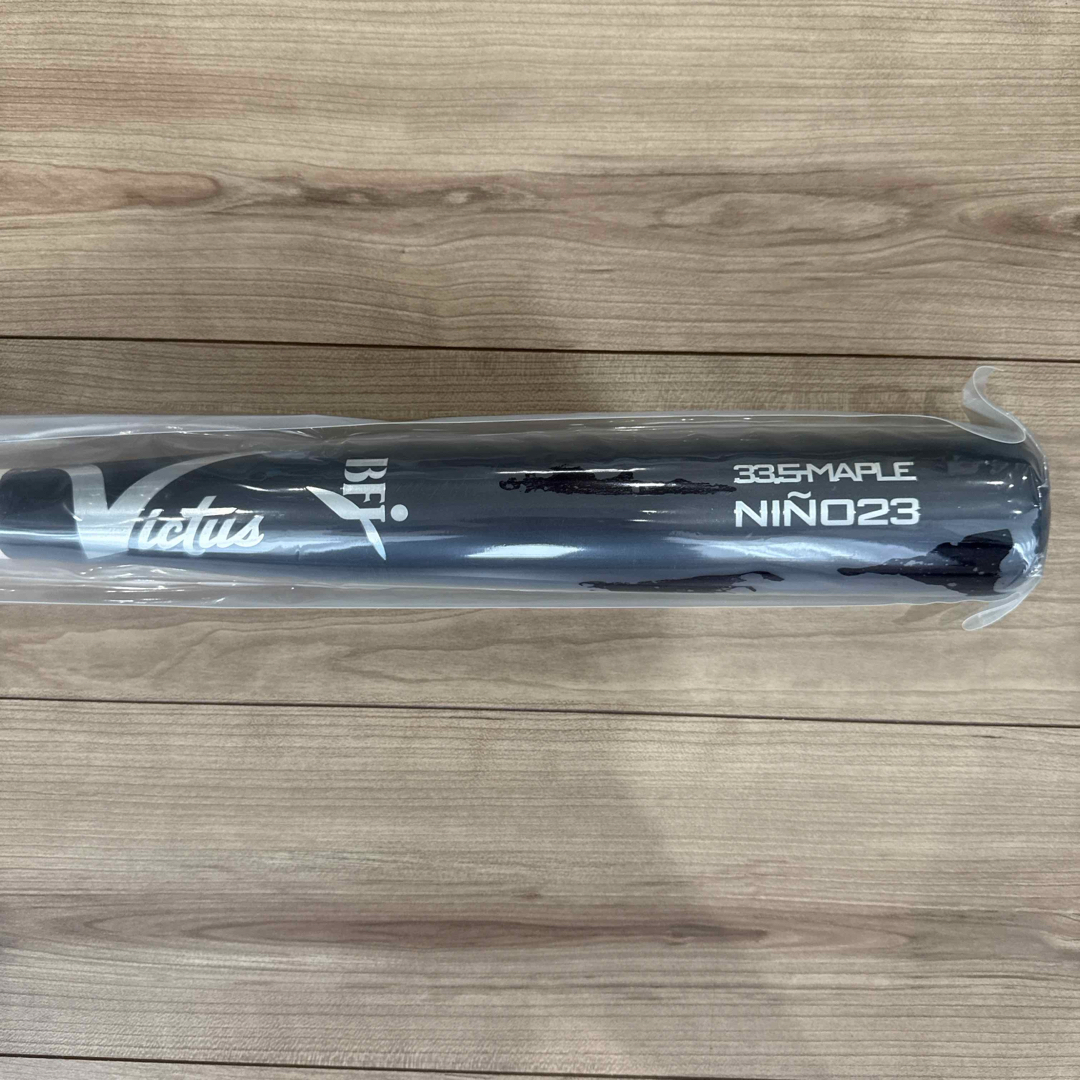 Victus
BFJ
33,5-MAPLE
NIÑO23